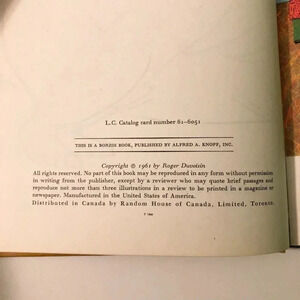 L.C. Catalog card number 61-6051
THIS IS A BORZOI BOOK, PUBLISHED BY ALFRED A. KNOPF, INC.
Copyright © 1961 by Roger Duvoisin
All rights reserved. No part of this book may be reproduced in any form without permission
in writing from the publisher, except by a reviewer who may quote brief passages and
reproduce not more than three illustrations in a review to be printed in a magazine or
newspaper. Manufactured in the United States of America.
Distributed in Canada by Random House of Canada, Limited, Toronto.